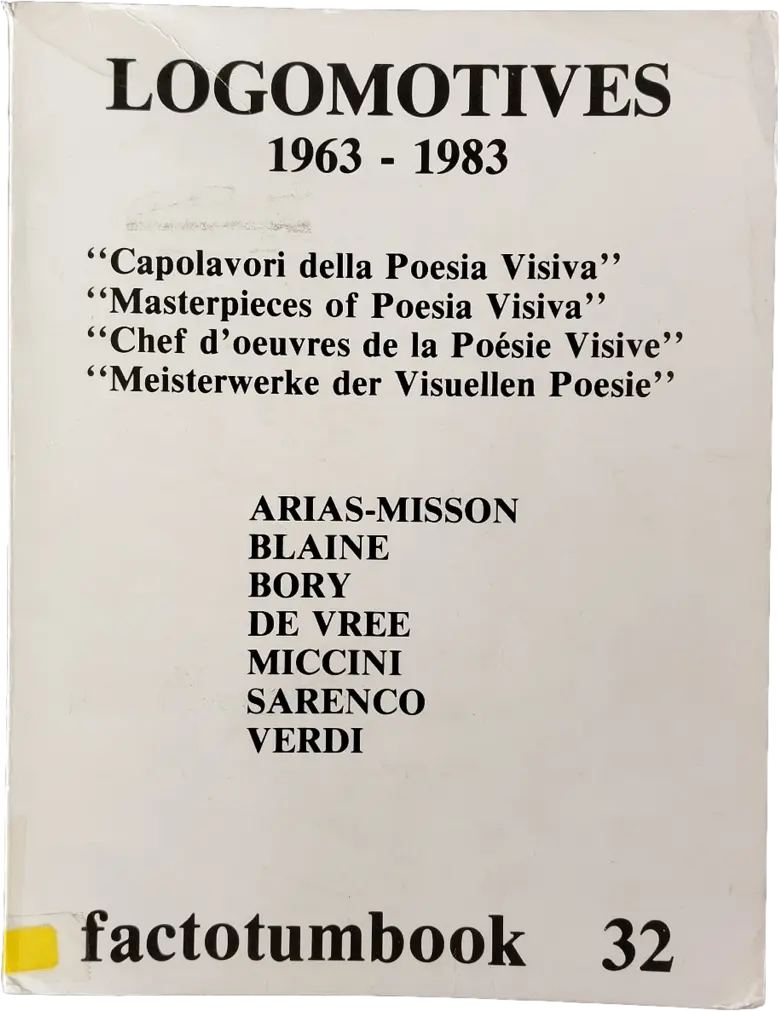 LOGOMOTIVES
1963 - 1983
“Capolavori della Poesia Visiva”
“Masterpieces of Poesia Visiva”
“Chef d’oeuvres de la Poésie Visive”
“Meisterwerke der Visuellen Poesie”
ARIAS-MISSON
BLAINE
BORY
DE VREE
MICCINI
SARENCO
VERDI
factotumbook 32